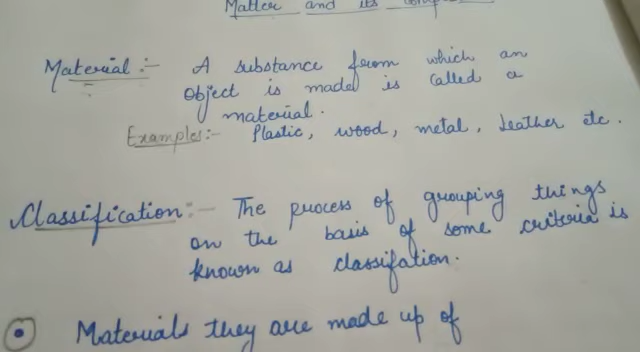 Matter and its
Material :- A substance from which an
object is made is called a
material.
Examples:- Plastic, wood, metal, Leather etc.
Classification:- The process of grouping things
on the basis of some criteria is
known as classifation.
Materials they are made up of